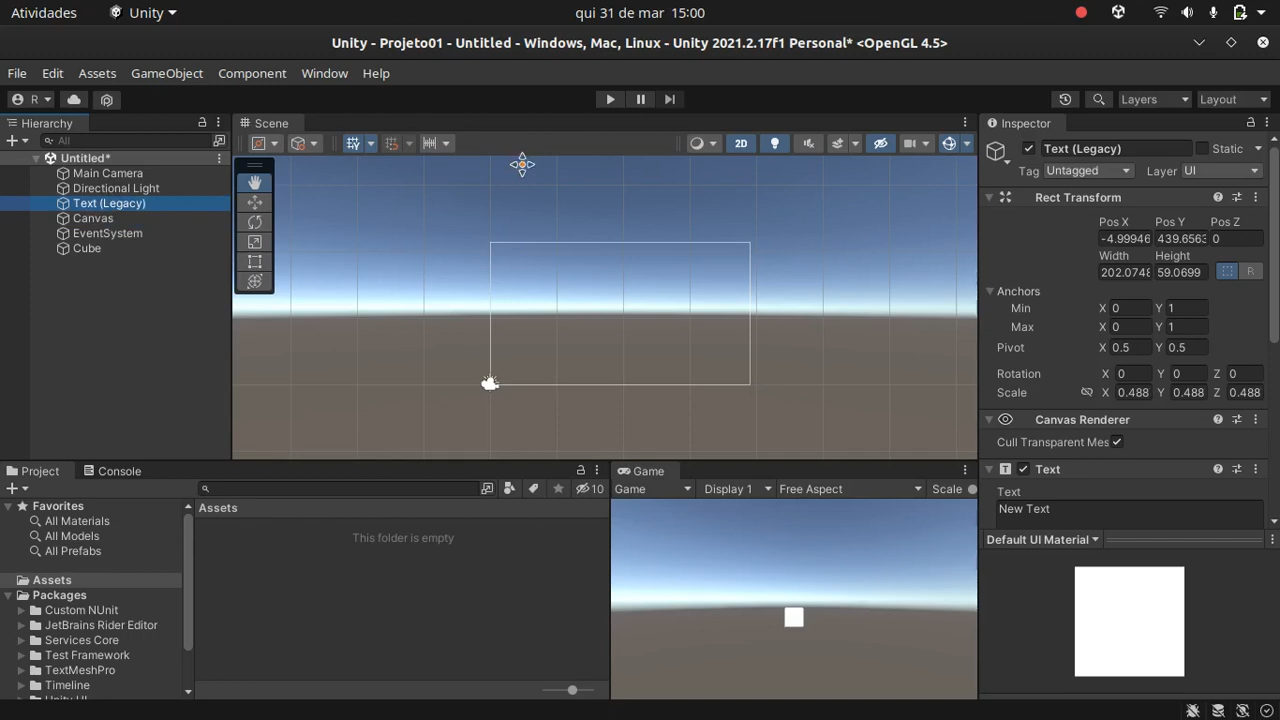 Atividades
Unity
qui 31 de mar 15:00
Unity - Projeto01 - Untitled - Windows, Mac, Linux - Unity 2021.2.17f1 Personal* <OpenGL 4.5>
File Edit Assets GameObject Component Window Help
R
Layers
Layout
Hierarchy
All
Untitled*
Main Camera
Directional Light
Text (Legacy)
Canvas
EventSystem
Cube
Scene
2D
Inspector
Text (Legacy)
Static
Tag Untagged
Layer UI
Rect Transform
Pos X Pos Y Pos Z
-4.99946 439.6563 0
Width Height
202.0748 59.0699
R
Anchors
Min X 0 Y 1
Max X 0 Y 1
Pivot X 0.5 Y 0.5
Rotation X 0 Y 0 Z 0
Scale X 0.488 Y 0.488 Z 0.488
Canvas Renderer
Cull Transparent Mes
T Text
Text
New Text
Default UI Material
Project
Console
10
Favorites
All Materials
All Models
All Prefabs
Assets
Packages
Custom NUnit
JetBrains Rider Editor
Services Core
Test Framework
TextMeshPro
Timeline
Unity UI
Assets
This folder is empty
Game
Game
Display 1
Free Aspect
Scale